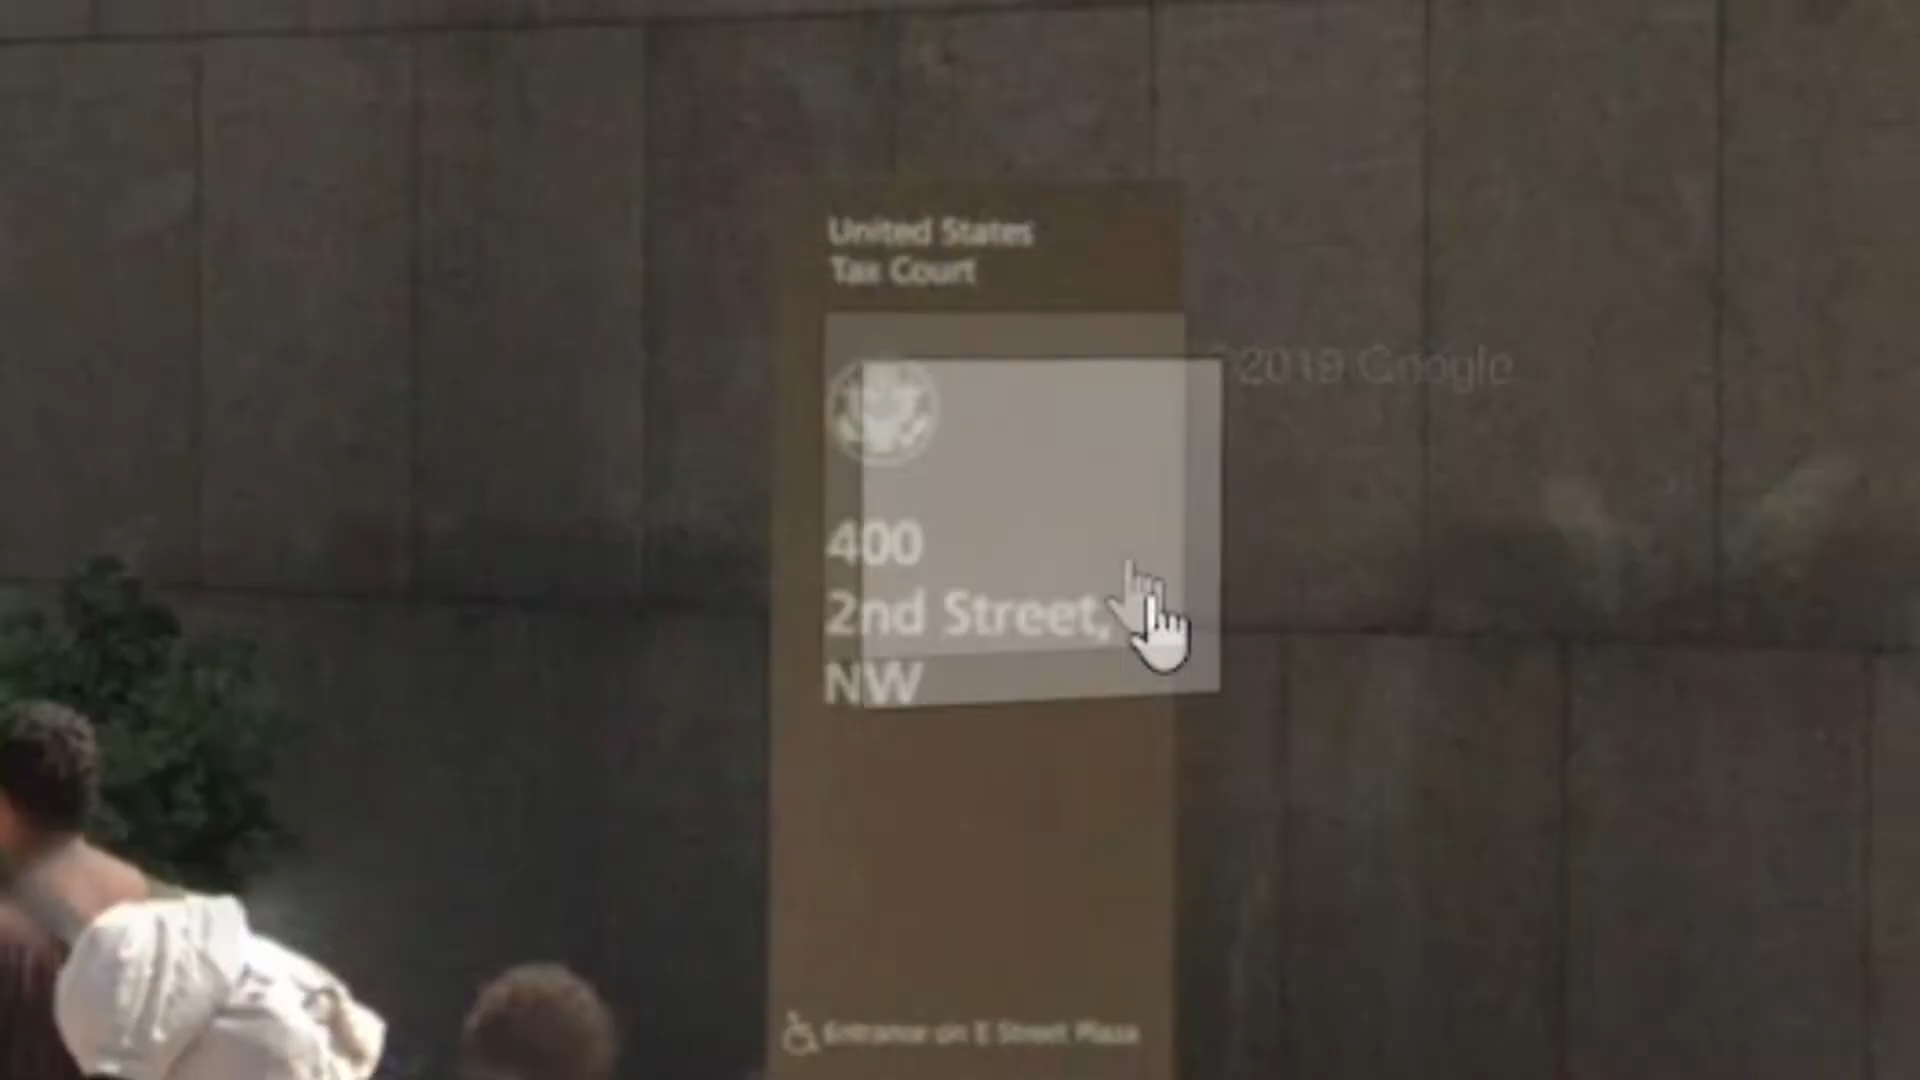 United States
Tax Court
©2019 Google
400
2nd Street,
NW
Entrance on E Street Plaza